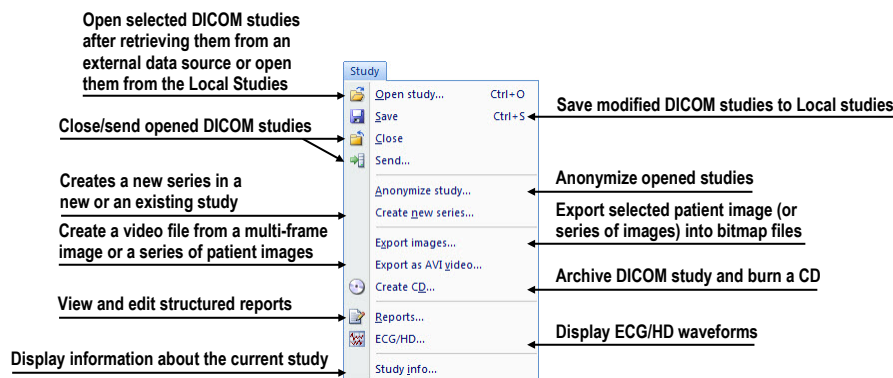 Open selected DICOM studies
after retrieving them from an
external data source or open
them from the Local Studies
Close/send opened DICOM studies
Creates a new series in a
new or an existing study
Create a video file from a multi-frame
image or a series of patient images
View and edit structured reports
Display information about the current study
Study
Open study... Ctrl+O
Save Ctrl+S
Close
Send...
Anonymize study...
Create new series...
Export images...
Export as AVI video...
Create CD...
Reports...
ECG/HD...
Study info...
Save modified DICOM studies to Local studies
Anonymize opened studies
Export selected patient image (or
series of images) into bitmap files
Archive DICOM study and burn a CD
Display ECG/HD waveforms